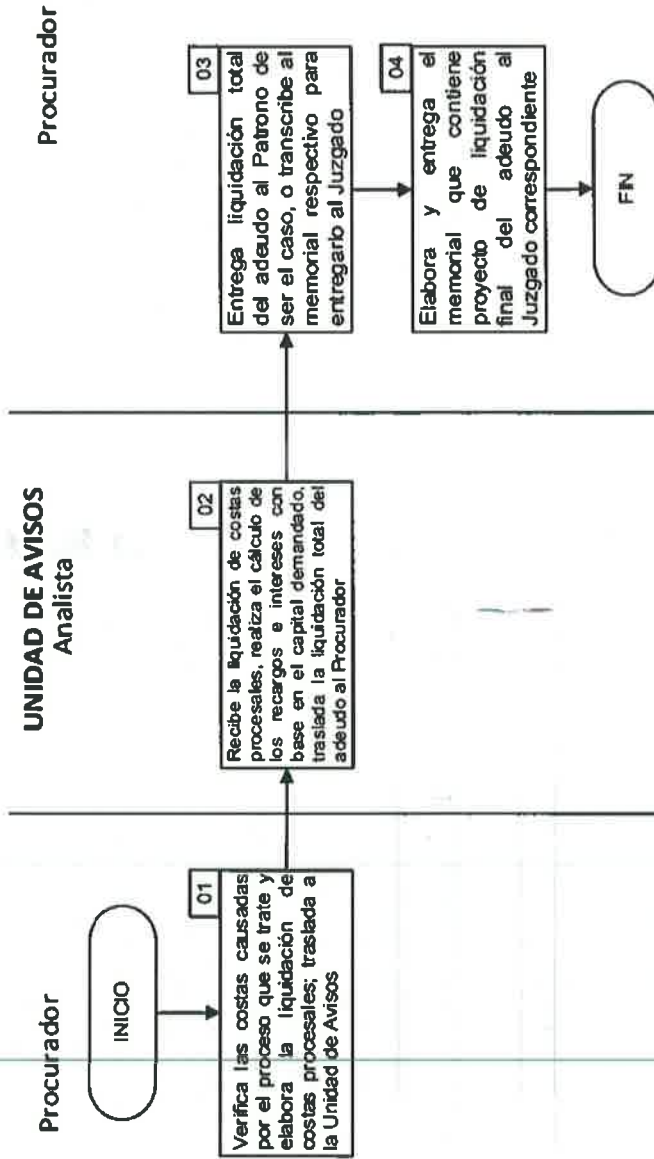 Procurador
INICIO
01
Verifica las costas causadas
por el proceso que se trate y
elabora la liquidación de
costas procesales; traslada a
la Unidad de Avisos
UNIDAD DE AVISOS
Analista
02
Recibe la liquidación de costas
procesales, realiza el cálculo de
los recargos e intereses con
base en el capital demandado,
traslada la liquidación total del
adeudo al Procurador
Procurador
03
Entrega liquidación total
del adeudo al Patrono de
ser el caso, o transcribe al
memorial respectivo para
entregarlo al Juzgado
04
Elabora y entrega el
memorial que contiene
proyecto de liquidación
final del adeudo al
Juzgado correspondiente
FIN